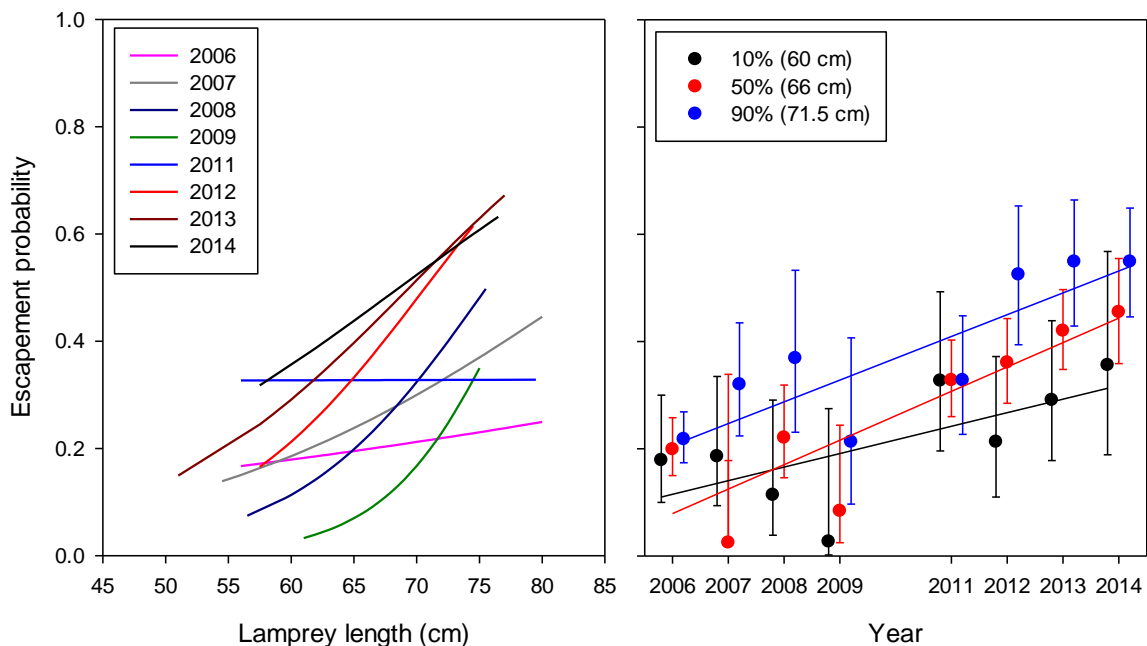 Escapement probability
1.0
0.8
0.6
0.4
0.2
0.0
2006
2007
2008
2009
2011
2012
2013
2014
45 50 55 60 65 70 75 80 85
Lamprey length (cm)
10% (60 cm)
50% (66 cm)
90% (71.5 cm)
2006 2007 2008 2009 2011 2012 2013 2014
Year